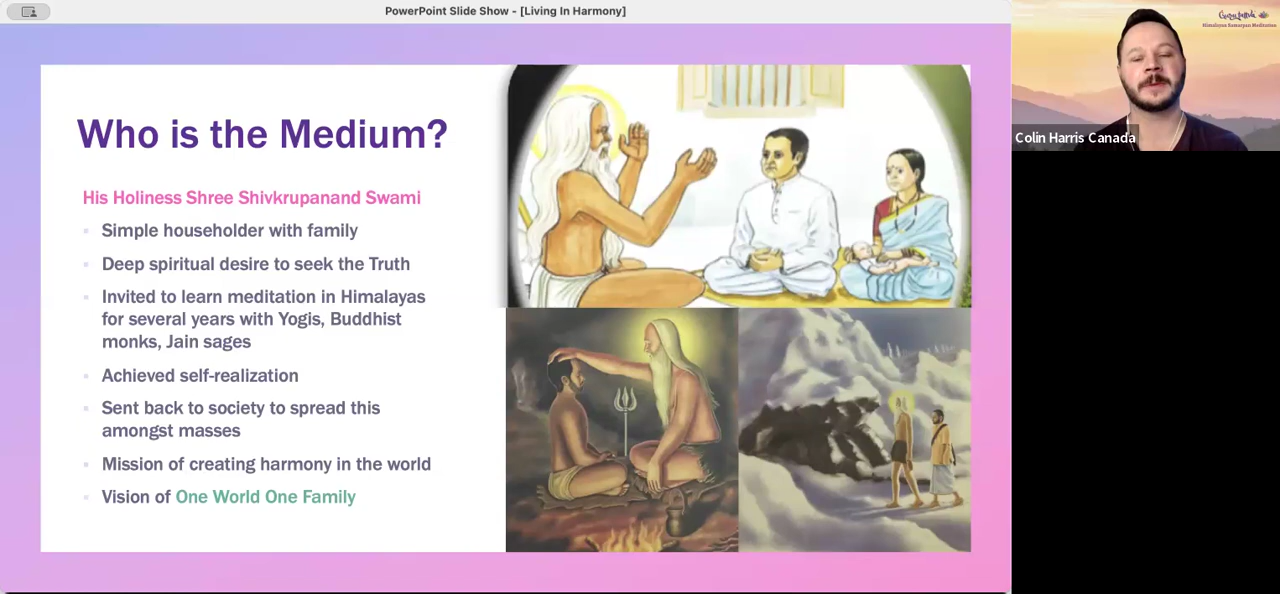 PowerPoint Slide Show - [Living In Harmony]
Who is the Medium?
His Holiness Shree Shivkrupanand Swami
Simple householder with family
Deep spiritual desire to seek the Truth
Invited to learn meditation in Himalayas
for several years with Yogis, Buddhist
monks, Jain sages
Achieved self-realization
Sent back to society to spread this
amongst masses
Mission of creating harmony in the world
Vision of One World One Family
Himalayan Samarpan Meditation
Colin Harris Canada